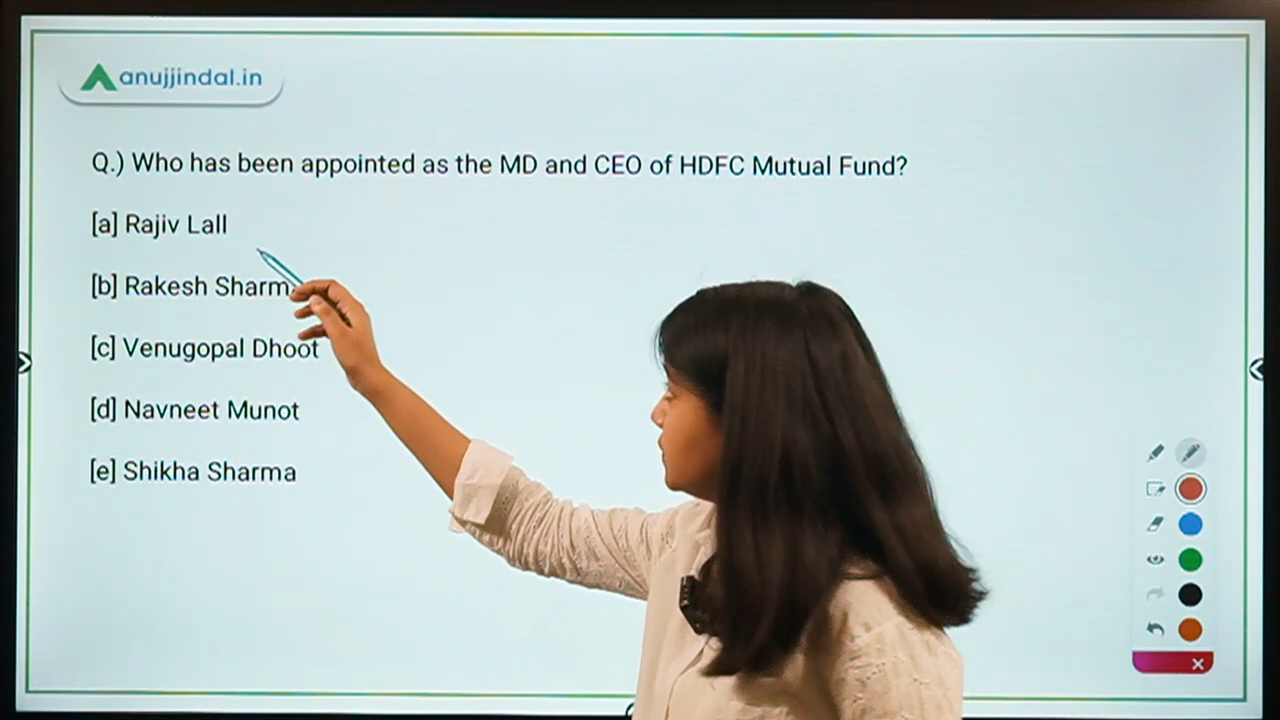 anujjindal.in
Q.) Who has been appointed as the MD and CEO of HDFC Mutual Fund?
[a] Rajiv Lall
[b] Rakesh Sharm
[c] Venugopal Dhoot
[d] Navneet Munot
[e] Shikha Sharma